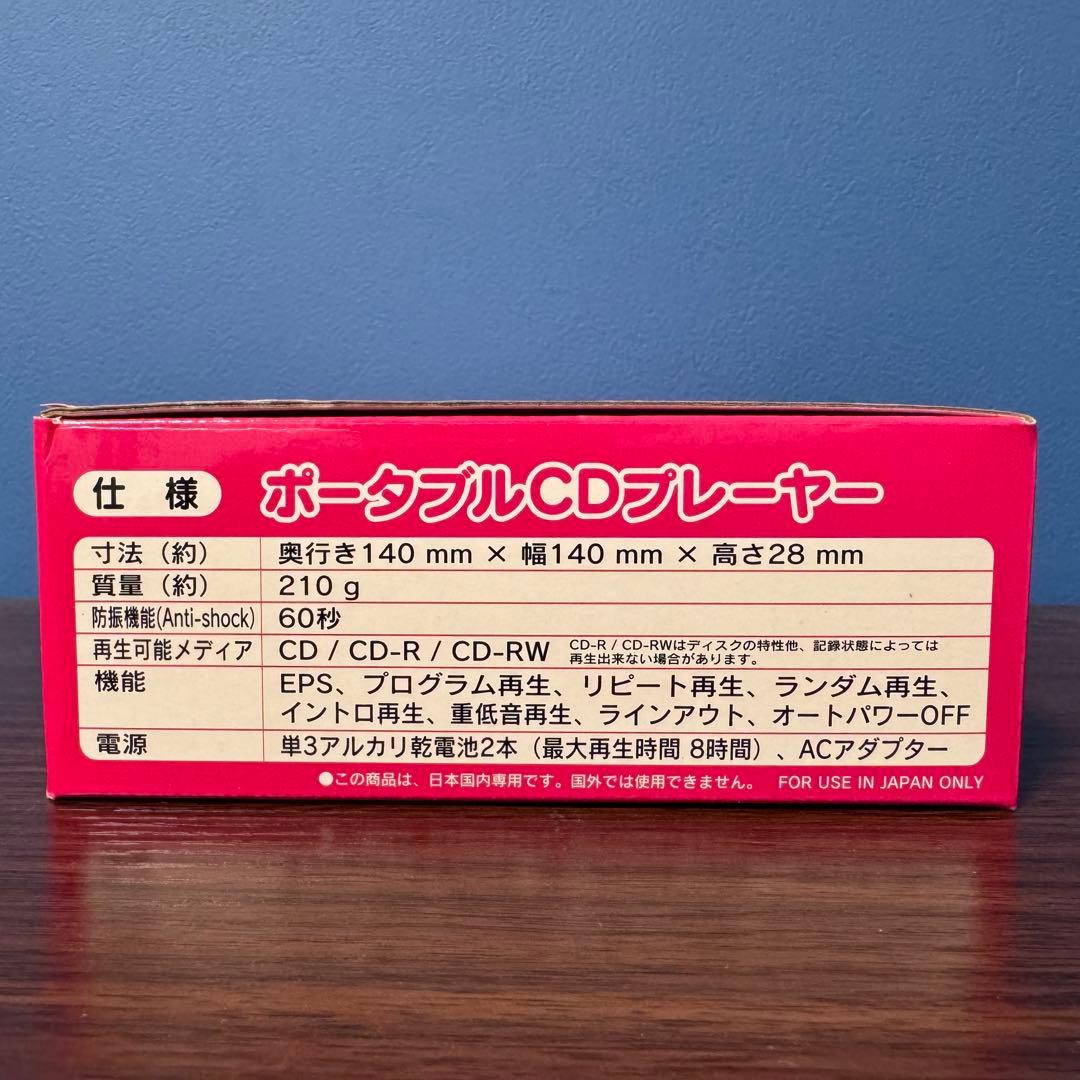 仕 様 ポータブルCDプレーヤー
寸法（約） 奥行き140 mm × 幅140 mm × 高さ28 mm
質量（約） 210 g
防振機能(Anti-shock) 60秒
再生可能メディア CD / CD-R / CD-RW CD-R / CD-RWはディスクの特性他、記録状態によっては
再生出来ない場合があります。
機能 EPS、プログラム再生、リピート再生、ランダム再生、
イントロ再生、重低音再生、ラインアウト、オートパワーOFF
電源 単3アルカリ乾電池2本（最大再生時間 8時間）、ACアダプター
●この商品は、日本国内専用です。国外では使用できません。 FOR USE IN JAPAN ONLY